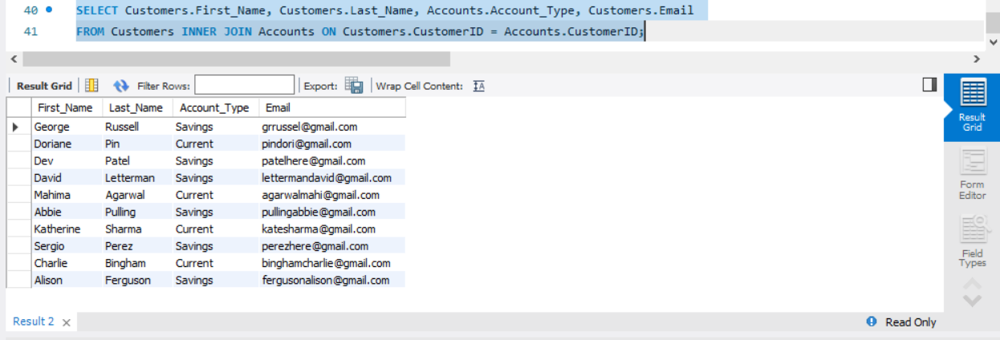 40 SELECT Customers.First_Name, Customers.Last_Name, Accounts.Account_Type, Customers.Email
41 FROM Customers INNER JOIN Accounts ON Customers.CustomerID = Accounts.CustomerID;
Result Grid Filter Rows: Export: Wrap Cell Content: IA
First_Name Last_Name Account_Type Email
George Russell Savings grrussel@gmail.com
Doriane Pin Current pindori@gmail.com
Dev Patel Savings patelhere@gmail.com
David Letterman Savings lettermandavid@gmail.com
Mahima Agarwal Current agarwalmahi@gmail.com
Abbie Pulling Savings pullingabbie@gmail.com
Katherine Sharma Current katesharma@gmail.com
Sergio Perez Savings perezhere@gmail.com
Charlie Bingham Current binghamcharlie@gmail.com
Alison Ferguson Savings fergusonalison@gmail.com
Result
Grid
Form
Editor
Field
Types
Result 2 Read Only